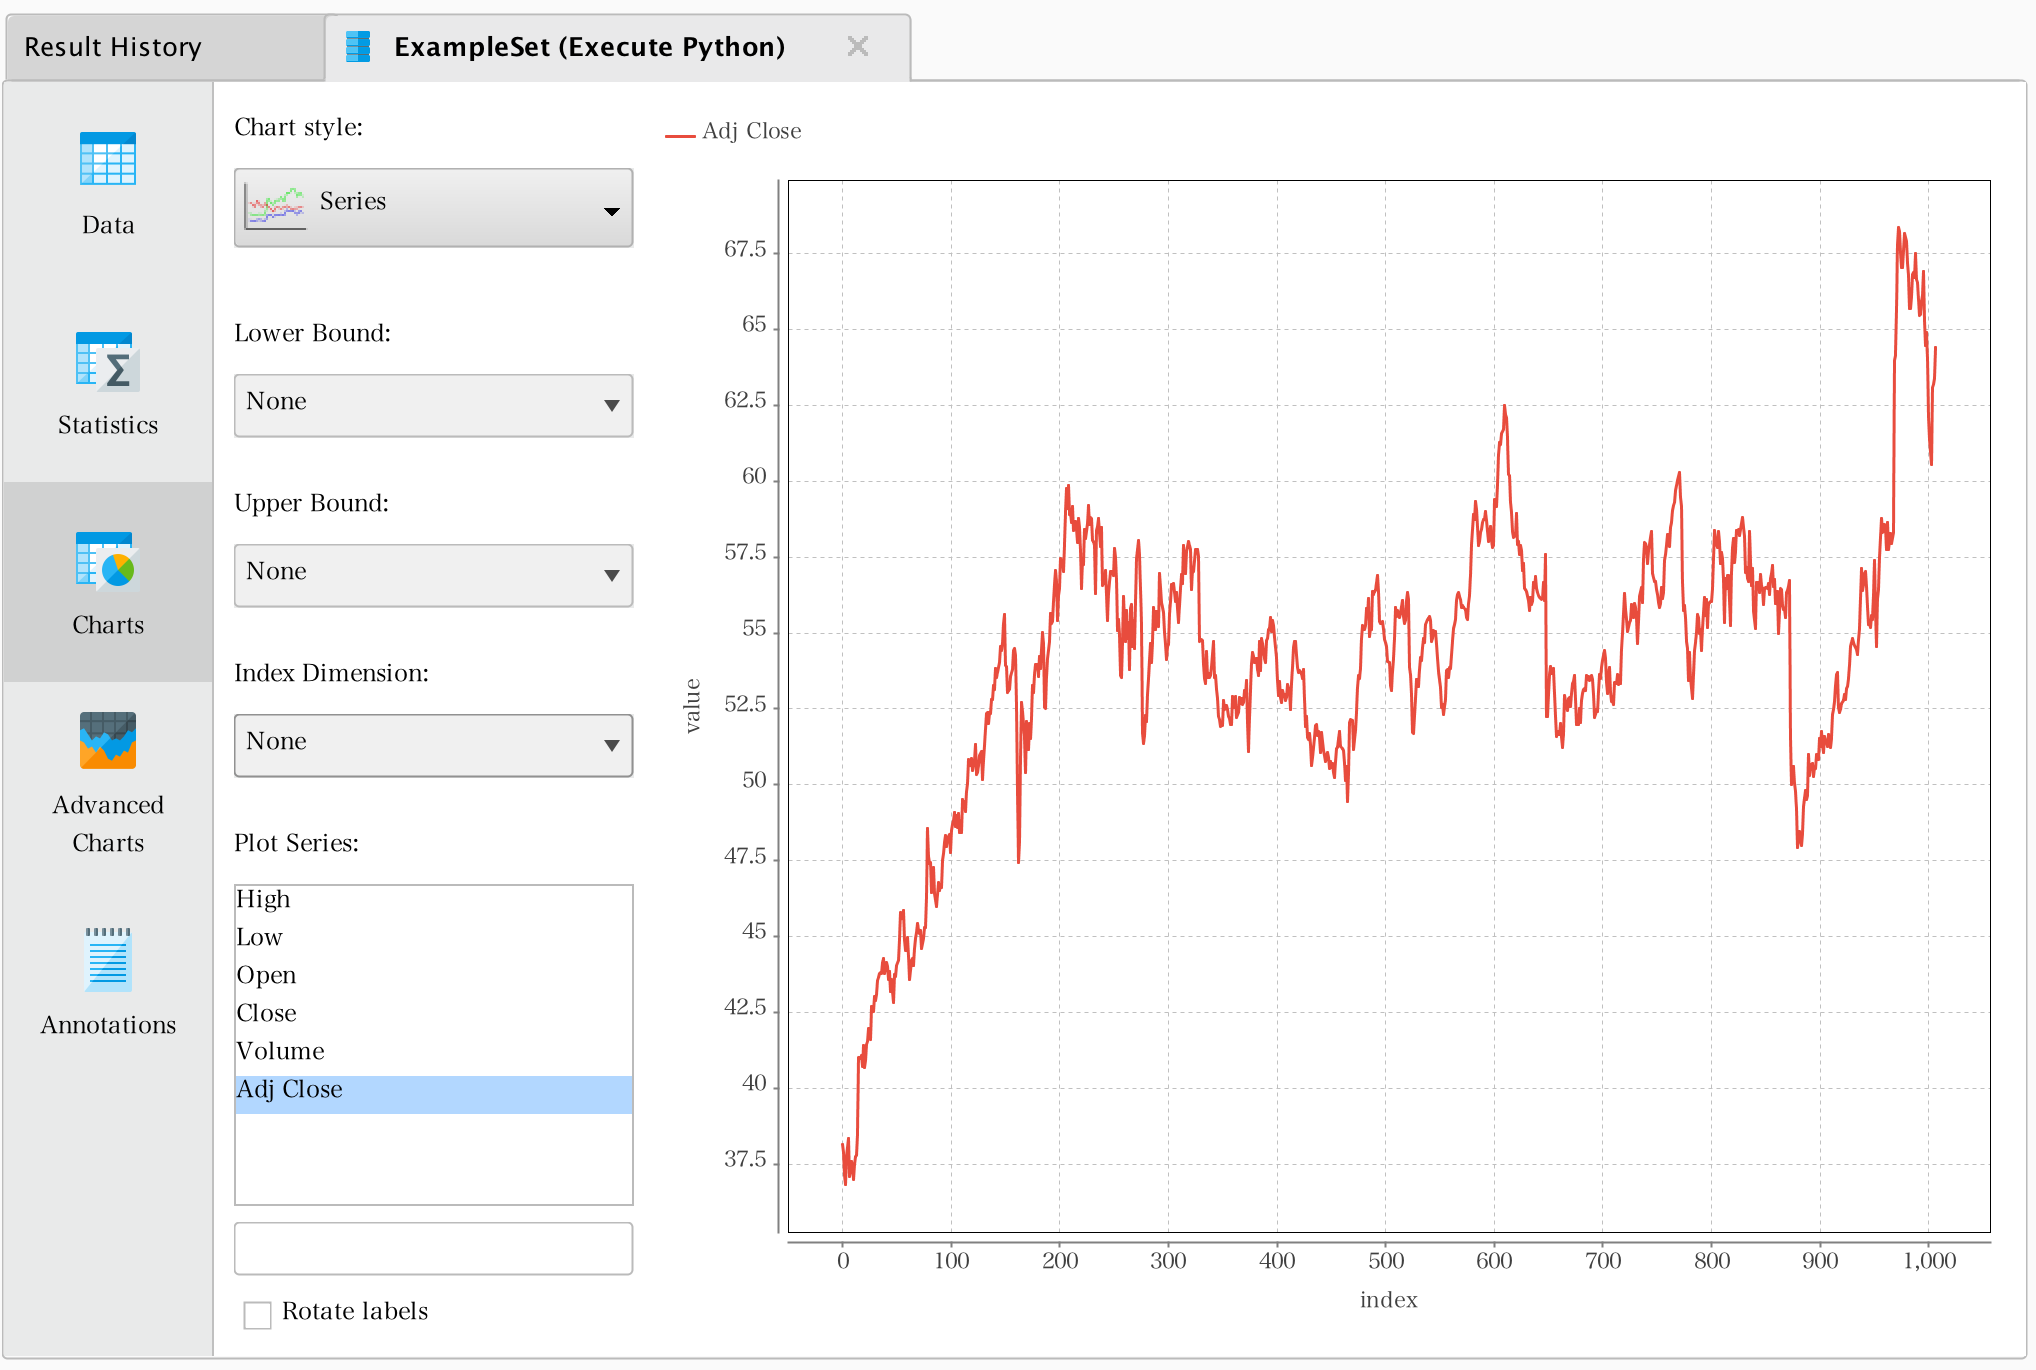 Result History
ExampleSet (Execute Python)
Data
Statistics
Charts
Advanced
Charts
Annotations
Chart style:
Series
Lower Bound:
None
Upper Bound:
None
Index Dimension:
None
Plot Series:
High
Low
Open
Close
Volume
Adj Close
Rotate labels
Adj Close
value
67.5
65
62.5
60
57.5
55
52.5
50
47.5
45
42.5
40
37.5
0 100 200 300 400 500 600 700 800 900 1,000
index